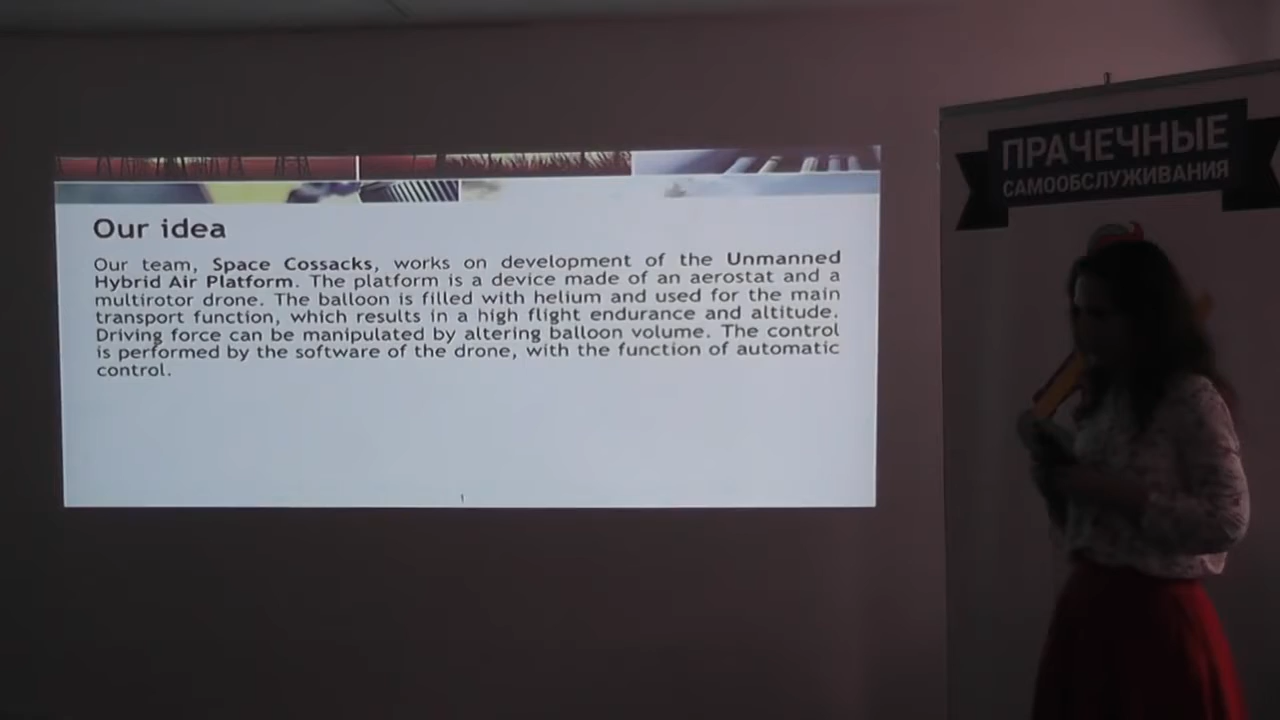 Our idea
Our team, Space Cossacks, works on development of the Unmanned
Hybrid Air Platform. The platform is a device made of an aerostat and a
multirotor drone. The balloon is filled with helium and used for the main
transport function, which results in a high flight endurance and altitude.
Driving force can be manipulated by altering balloon volume. The control
is performed by the software of the drone, with the function of automatic
control.
ПРАЧЕЧНЫЕ
САМООБСЛУЖИВАНИЯ